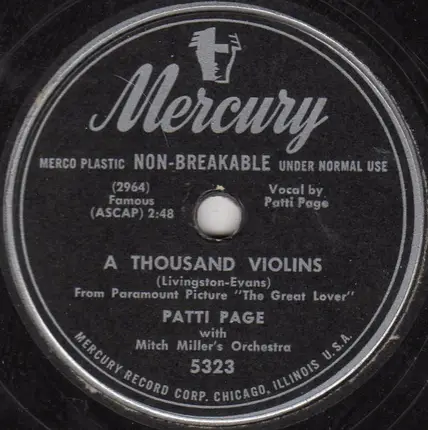 Mercury
MERCO PLASTIC NON-BREAKABLE UNDER NORMAL USE
(2964)
Famous
(ASCAP) 2:48
Vocal by
Patti Page
A THOUSAND VIOLINS
(Livingston-Evans)
From Paramount Picture "The Great Lover"
PATTI PAGE
with
Mitch Miller's Orchestra
5323
MERCURY RECORD CORP. CHICAGO, ILLINOIS U.S.A.